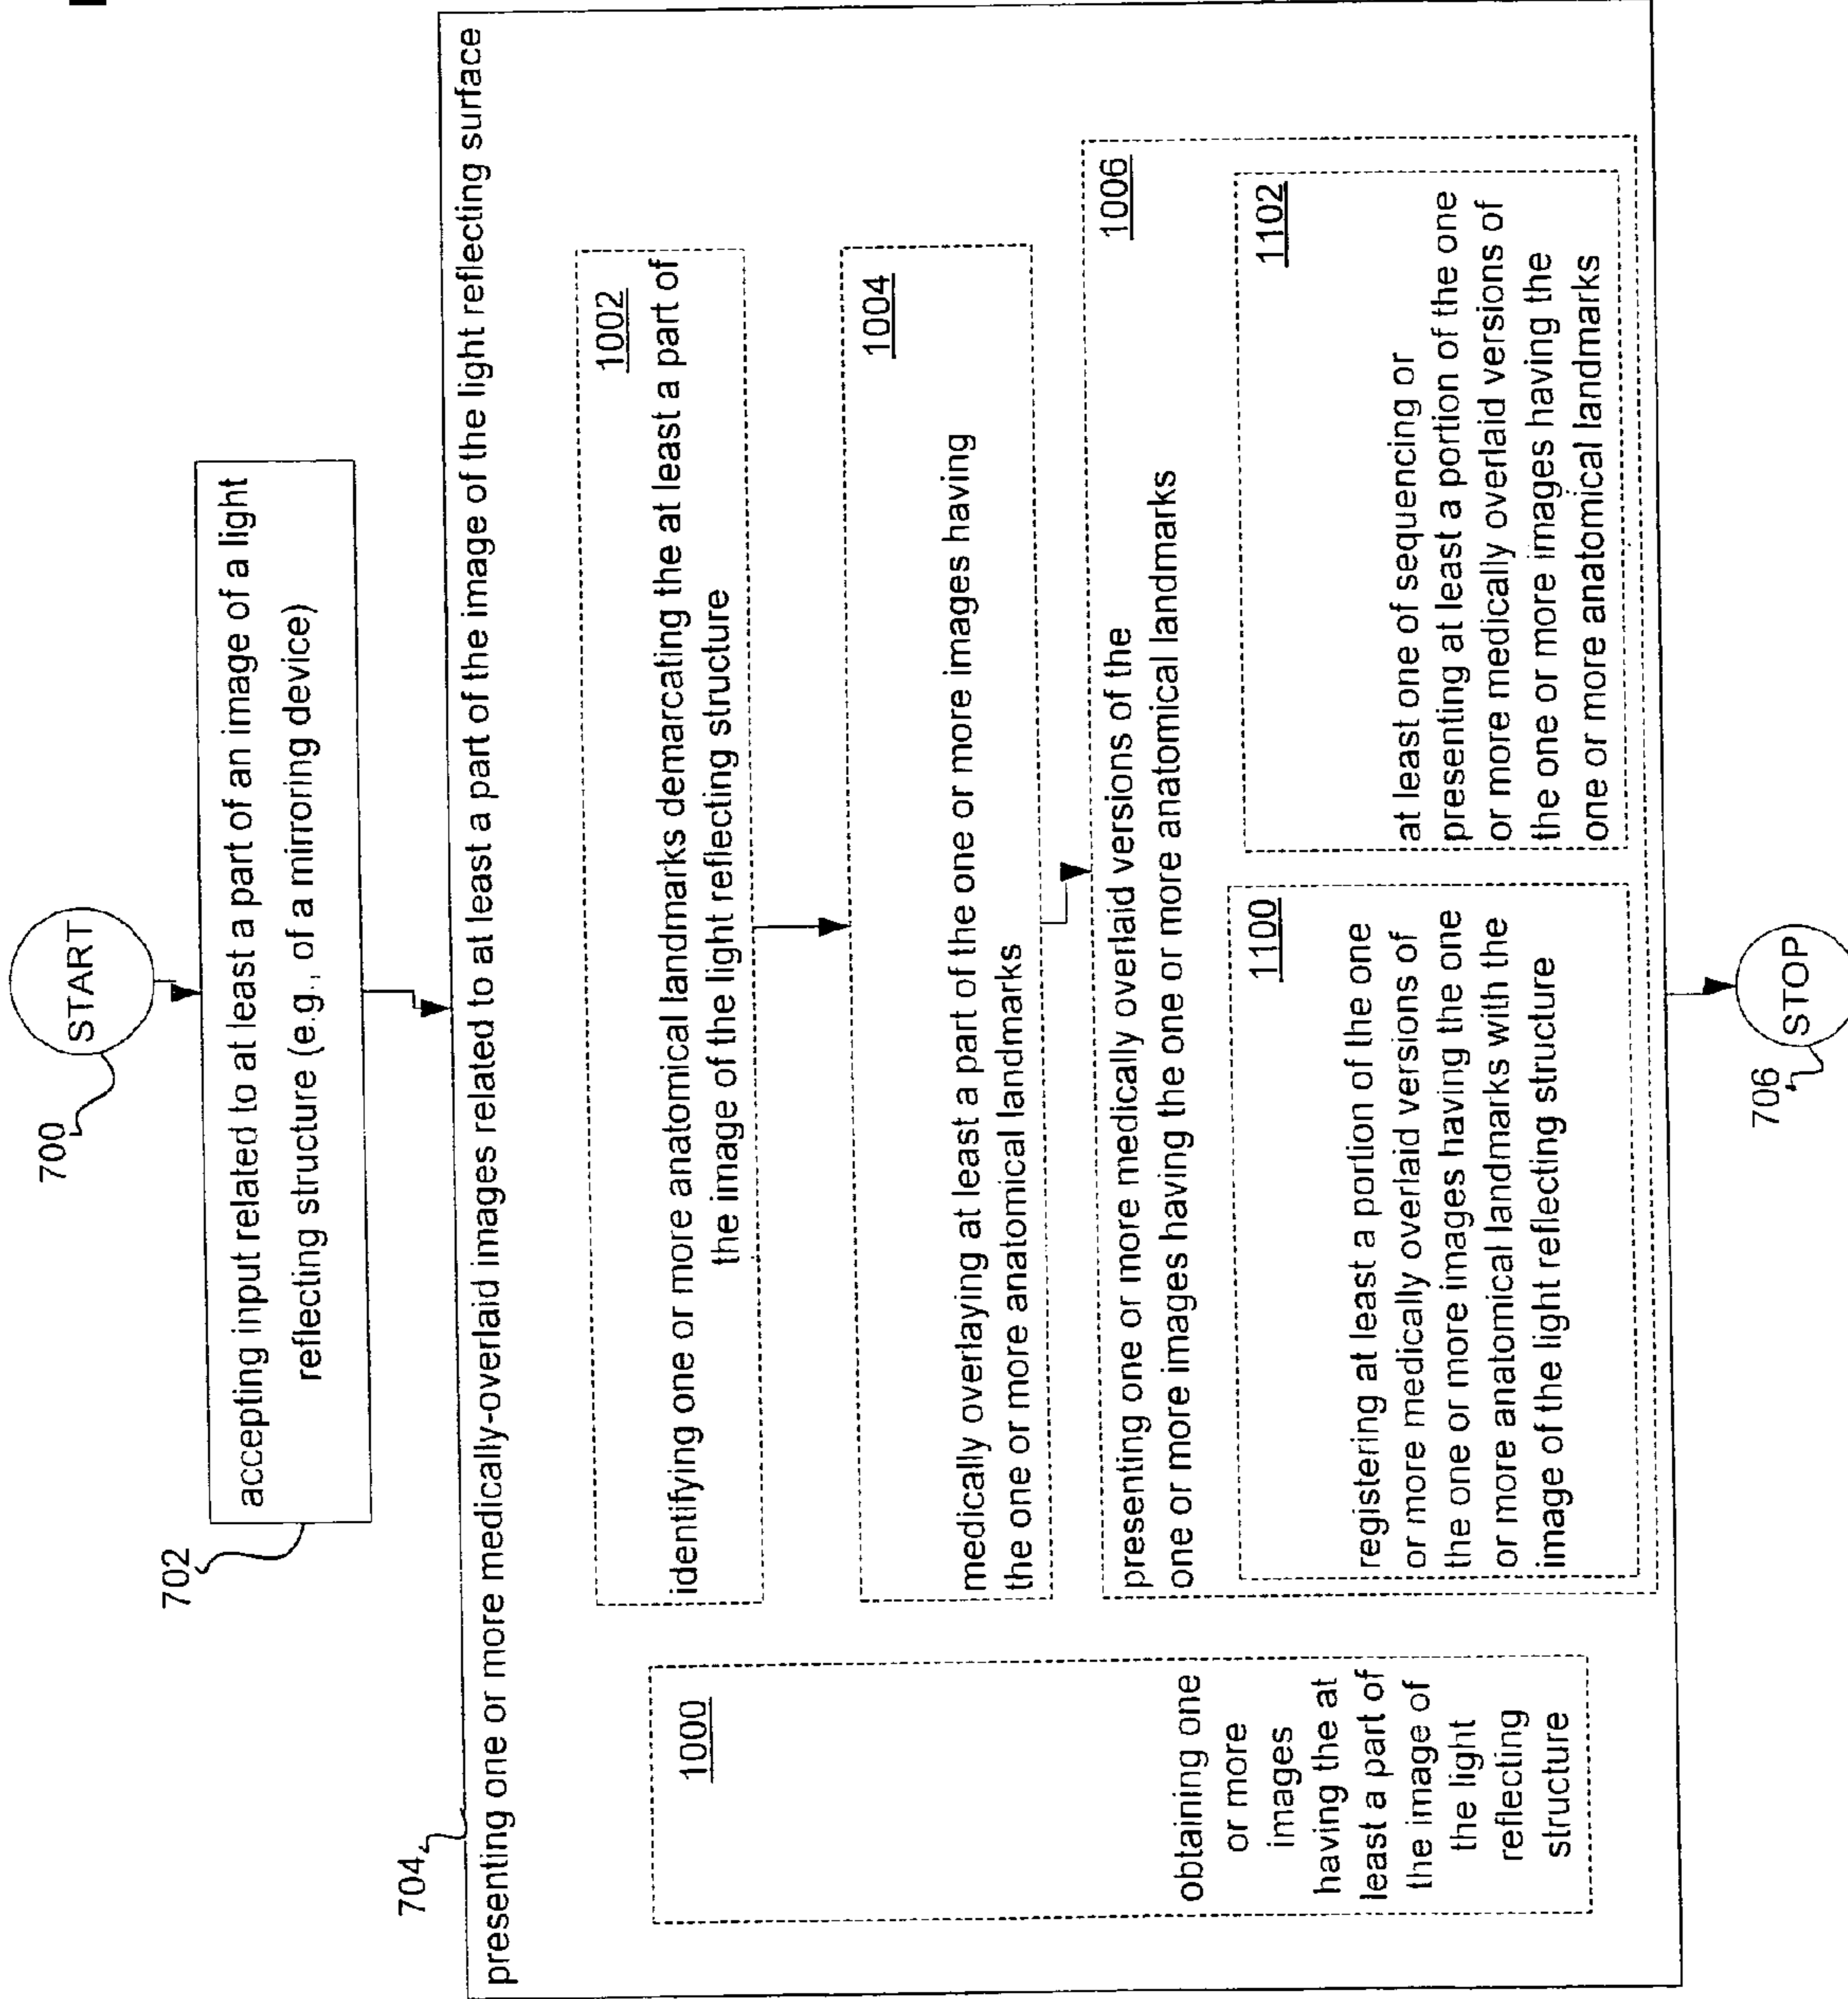 START
700
accepting input related to at least a part of an image of a light
reflecting structure (e.g., of a mirroring device)
702
704
presenting one or more medically-overlaid images related to at least a part of the image of the light reflecting surface
1000
obtaining one
or more
images
having the at
least a part of
the image of
the light
reflecting
structure
1002
identifying one or more anatomical landmarks demarcating the at least a part of
the image of the light reflecting structure
1004
medically overlaying at least a part of the one or more images having
the one or more anatomical landmarks
1006
presenting one or more medically overlaid versions of the
one or more images having the one or more anatomical landmarks
1100
registering at least a portion of the one
or more medically overlaid versions of
the one or more images having the one
or more anatomical landmarks with the
image of the light reflecting structure
1102
at least one of sequencing or
presenting at least a portion of the one
or more medically overlaid versions of
the one or more images having the
one or more anatomical landmarks
706
STOP